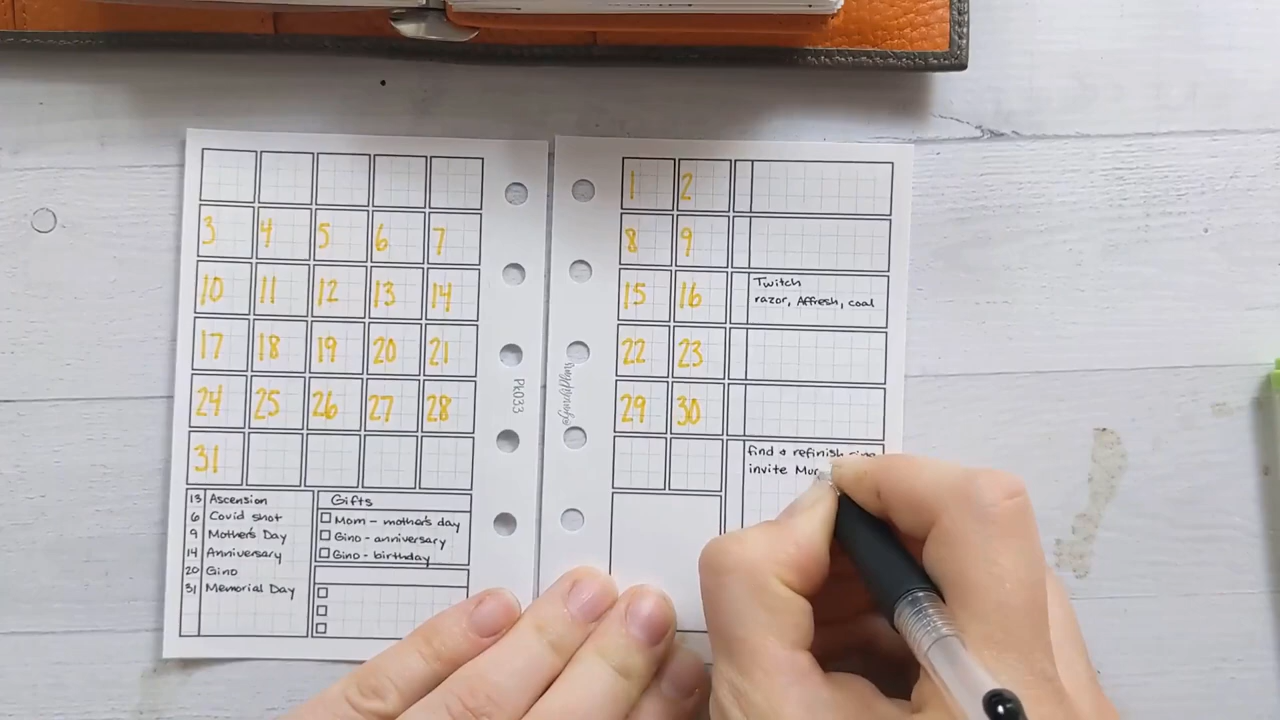 1 2
3 4 5 6 7
8 9
10 11 12 13 14
15 16
Twitch
razor, Affresh, coal
17 18 19 20 21
22 23
24 25 26 27 28
29 30
31
PK033
find & refinish
invite
13 Ascension
6 Covid shot
9 Mother's Day
14 Anniversary
20 Gino
31 Memorial Day
Gifts
Mom - mother's day
Gino - anniversary
Gino - birthday